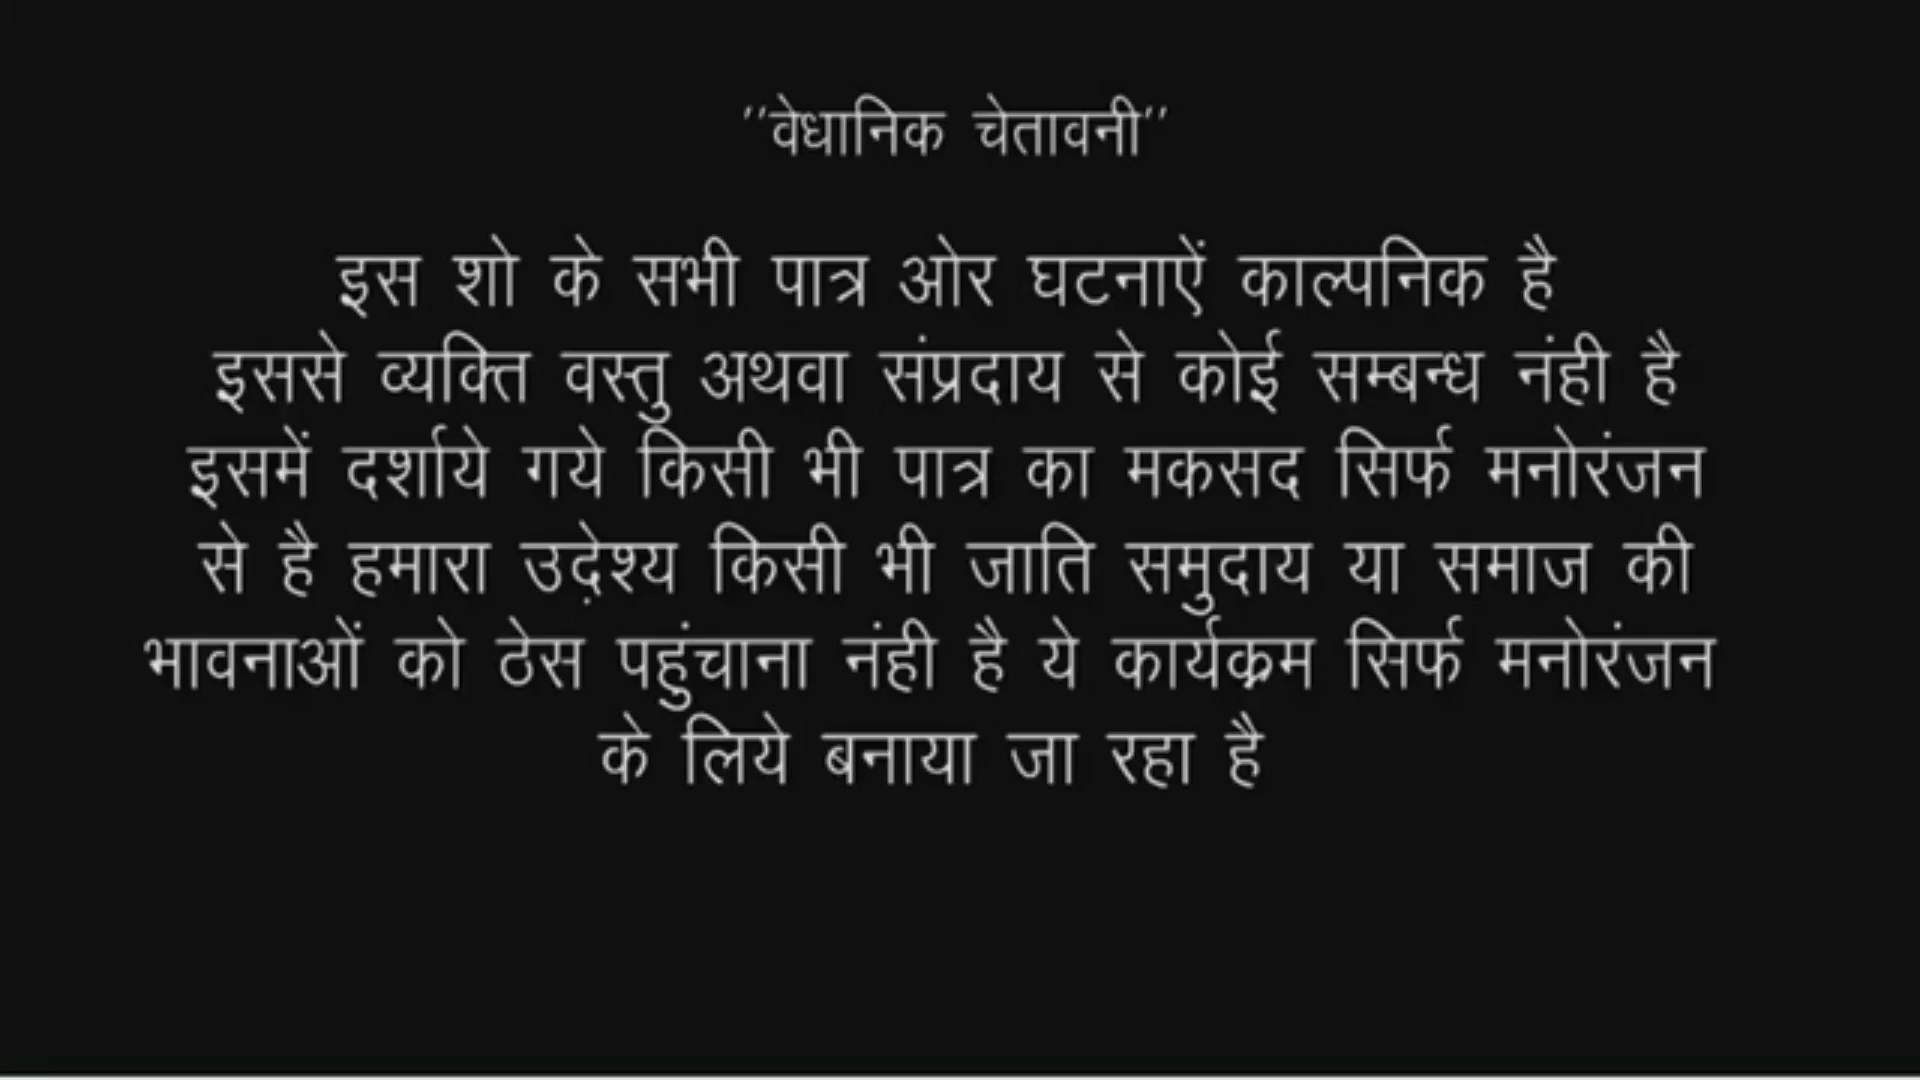 "वेधानिक चेतावनी"
इस शो के सभी पात्र ओर घटनाऐं काल्पनिक है
इससे व्यक्ति वस्तु अथवा संप्रदाय से कोई सम्बन्ध नंही है
इसमें दर्शाये गये किसी भी पात्र का मकसद सिर्फ मनोरंजन
से है हमारा उद़ेश्य किसी भी जाति समुदाय या समाज की
भावनाओं को ठेस पहुंचाना नंही है ये कार्यक्रम सिर्फ मनोरंजन
के लिये बनाया जा रहा है